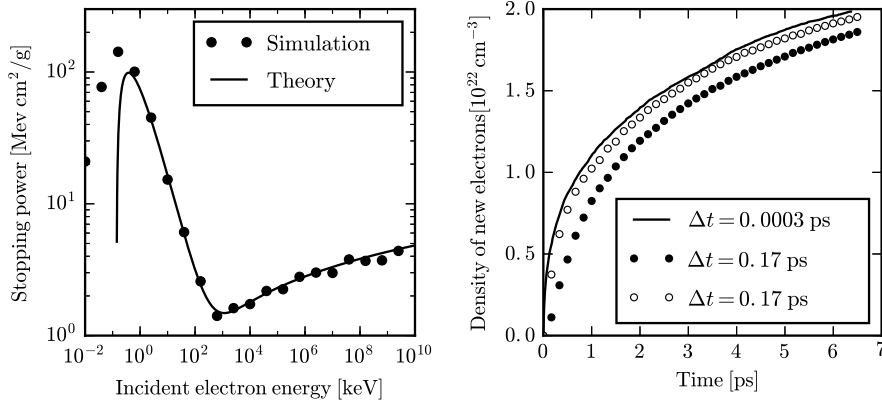 Stopping power [Mev cm²/g]
10²
10¹
10⁰
10⁻²
10⁰
10²
10⁴
10⁶
10⁸
10¹⁰
Incident electron energy [keV]
Simulation
Theory
Density of new electrons[10²² cm⁻³]
2.0
1.5
1.0
0.5
0.0
0
1
2
3
4
5
6
7
Time [ps]
Δt = 0.0003 ps
Δt = 0.17 ps
Δt = 0.17 ps